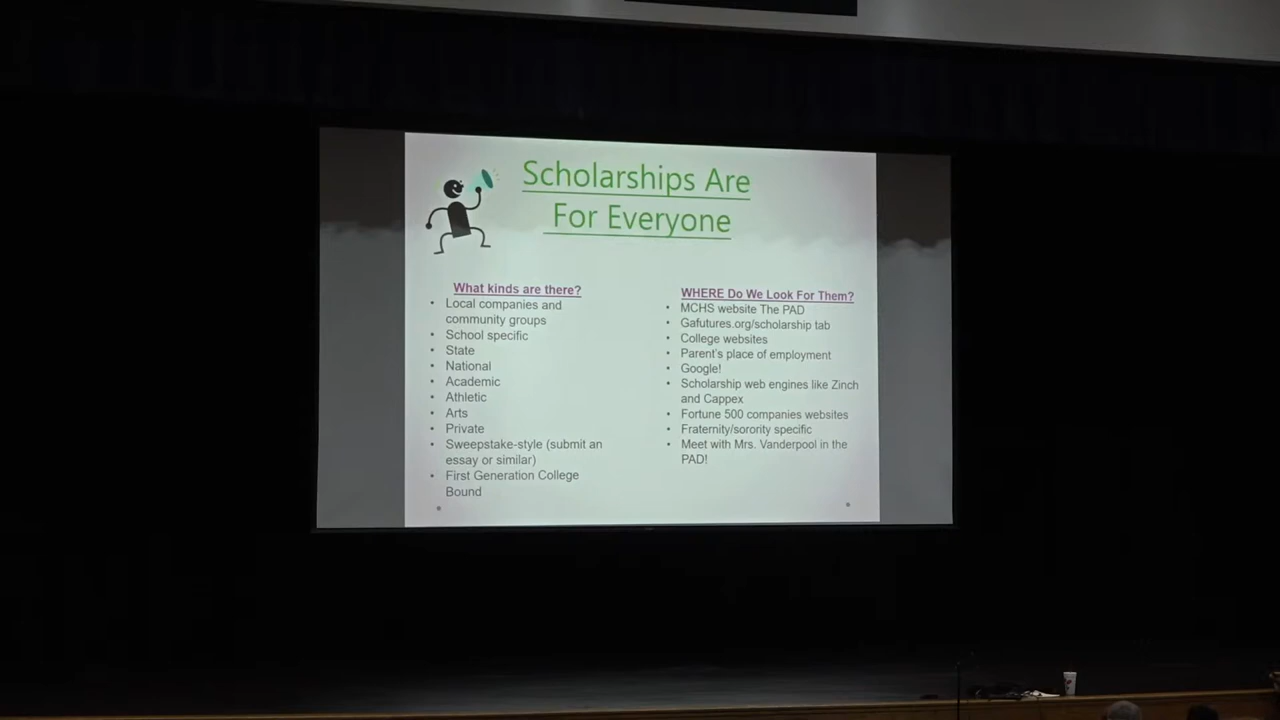 Scholarships Are
For Everyone
What kinds are there?
• Local companies and
community groups
• School specific
• State
• National
• Academic
• Athletic
• Arts
• Private
• Sweepstake-style (submit an
essay or similar)
• First Generation College
Bound
WHERE Do We Look For Them?
• MCHS website The PAD
• Gafutures.org/scholarship tab
• College websites
• Parent's place of employment
• Google!
• Scholarship web engines like Zinch
and Cappex
• Fortune 500 companies websites
• Fraternity/sorority specific
• Meet with Mrs. Vanderpool in the
PAD!